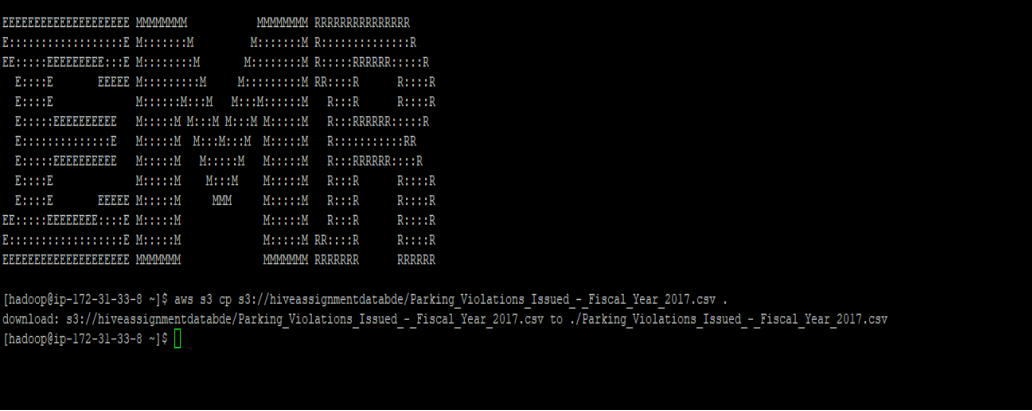 EEEEEEEEEEEEEEEEEEEE MMMMMMMM           MMMMMMMM RRRRRRRRRRRRRRR
E::::::::::::::::::E M:::::::M         M:::::::M R::::::::::::::R
EE:::::EEEEEEEEE:::E M::::::::M       M::::::::M R:::::RRRRRR:::::R
  E::::E       EEEEE M:::::::::M     M:::::::::M RR::::R      R::::R
  E::::E             M::::::M:::M   M:::M::::::M   R:::R      R::::R
  E:::::EEEEEEEEEE   M:::::M M:::M M:::M M:::::M   R:::RRRRRR:::::R
  E::::::::::::::E   M:::::M  M:::M:::M  M:::::M   R:::::::::::RR
  E:::::EEEEEEEEEE   M:::::M   M:::::M   M:::::M   R:::RRRRRR::::R
  E::::E             M:::::M    M:::M    M:::::M   R:::R      R::::R
  E::::E       EEEEE M:::::M     MMM     M:::::M   R:::R      R::::R
EE:::::EEEEEEEE::::E M:::::M             M:::::M   R:::R      R::::R
E::::::::::::::::::E M:::::M             M:::::M RR::::R      R::::R
EEEEEEEEEEEEEEEEEEEE MMMMMMM             MMMMMMM RRRRRRR      RRRRRR
[hadoop@ip-172-31-33-8 ~]$ aws s3 cp s3://hiveassignmentdatabde/Parking_Violations_Issued_-_Fiscal_Year_2017.csv .
download: s3://hiveassignmentdatabde/Parking_Violations_Issued_-_Fiscal_Year_2017.csv to ./Parking_Violations_Issued_-_Fiscal_Year_2017.csv
[hadoop@ip-172-31-33-8 ~]$